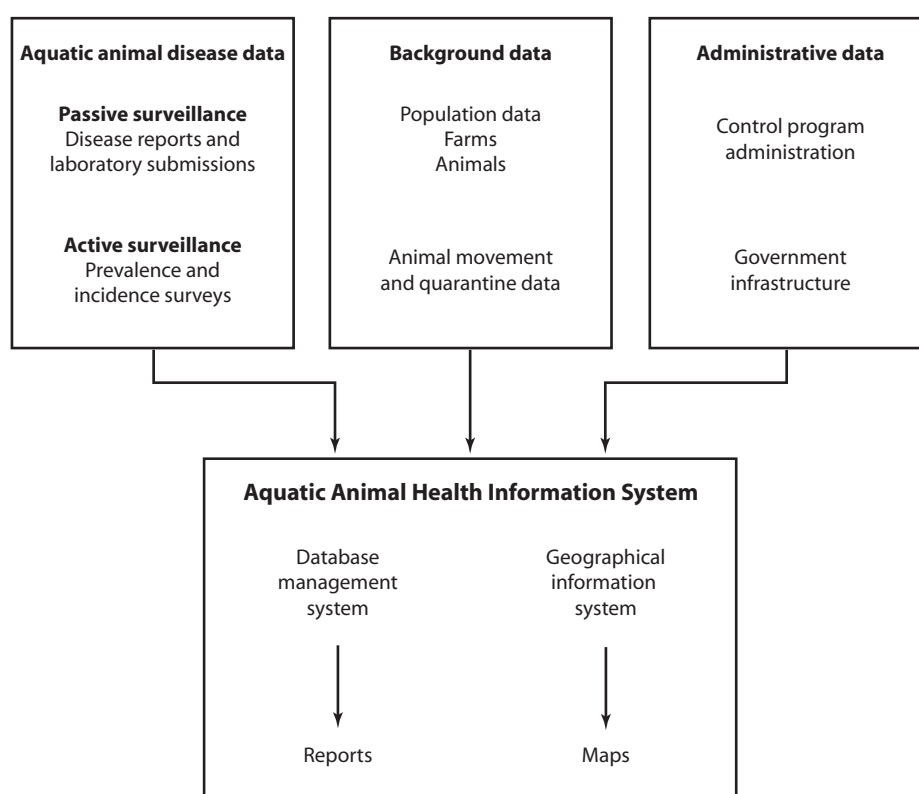 Aquatic animal disease data
Passive surveillance
Disease reports and
laboratory submissions
Active surveillance
Prevalence and
incidence surveys
Background data
Population data
Farms
Animals
Animal movement
and quarantine data
Administrative data
Control program
administration
Government
infrastructure
Aquatic Animal Health Information System
Database
management
system
Reports
Geographical
information
system
Maps